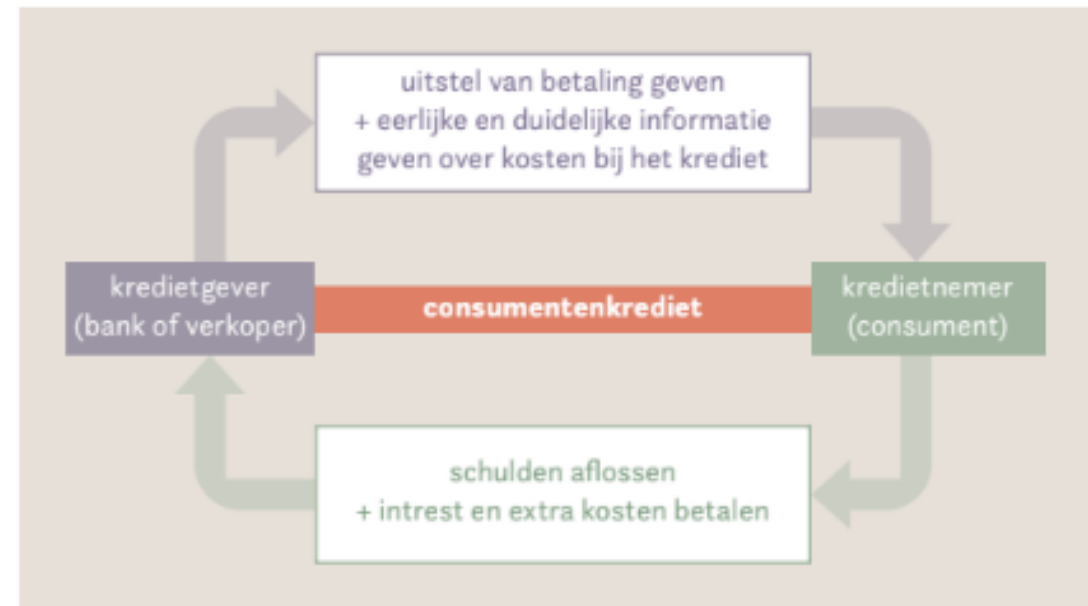 uitstel van betaling geven
+ eerlijke en duidelijke informatie
geven over kosten bij het krediet
kredietgever
(bank of verkoper)
consumentenkrediet
kredietnemer
(consument)
schulden aflossen
+ intrest en extra kosten betalen